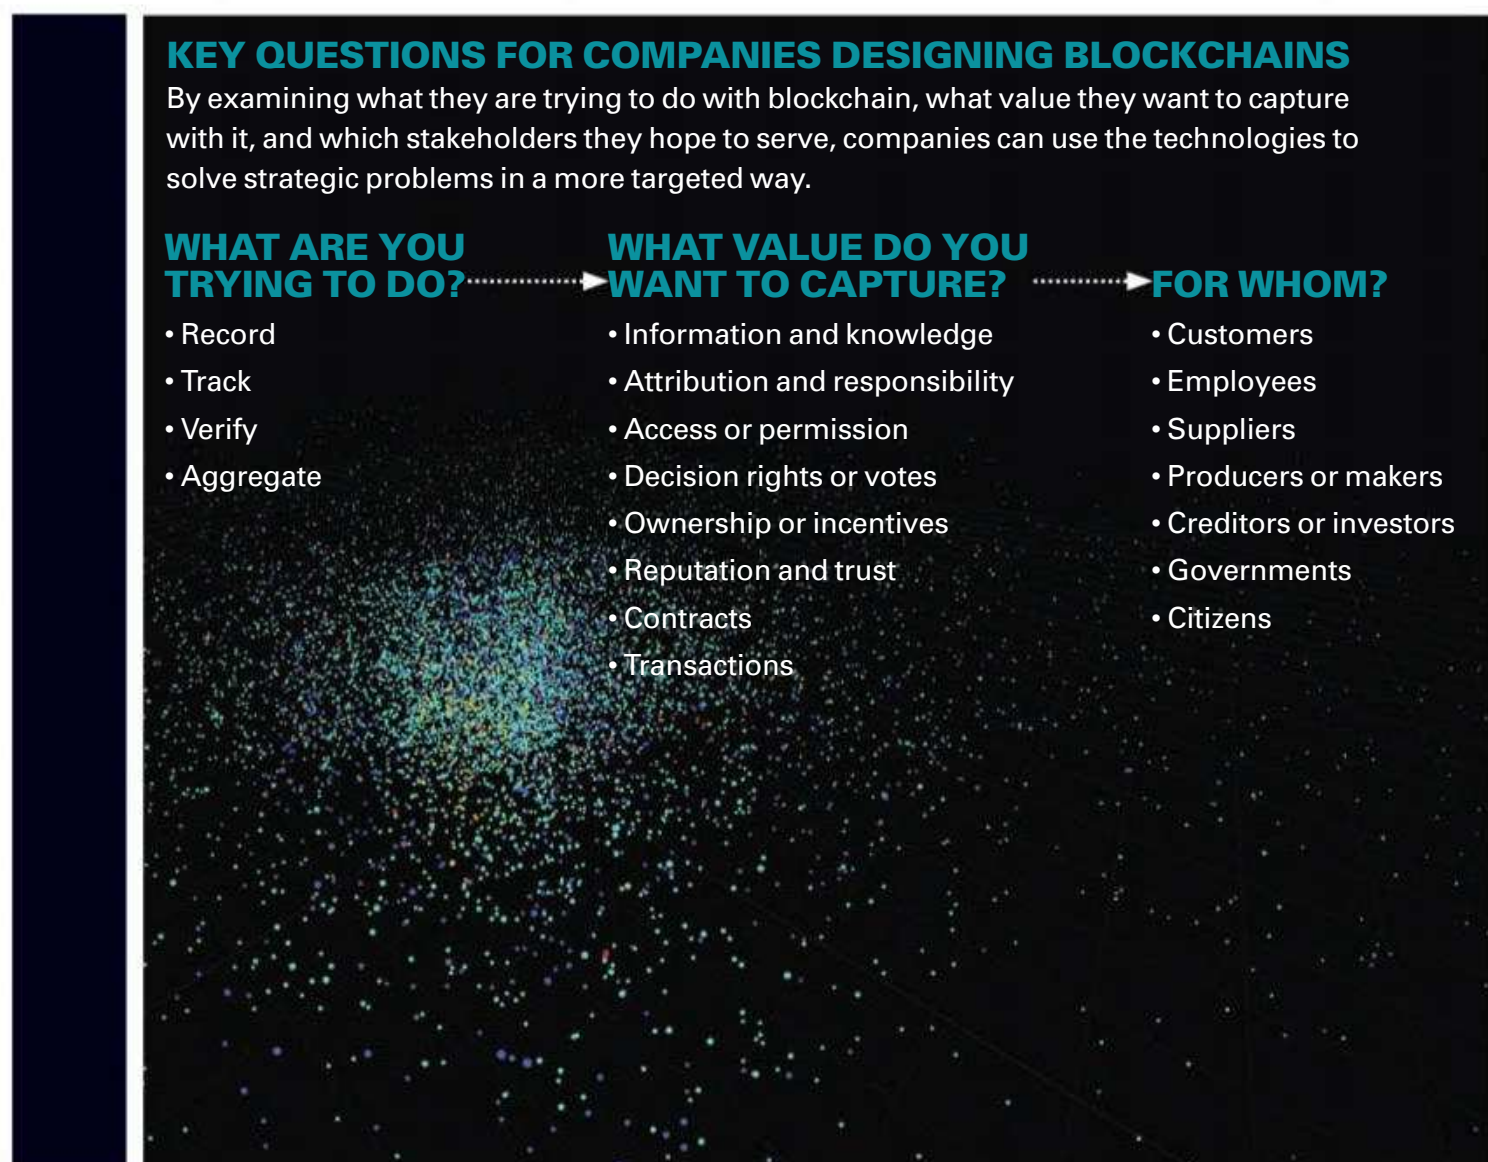 KEY QUESTIONS FOR COMPANIES DESIGNING BLOCKCHAINS
By examining what they are trying to do with blockchain, what value they want to capture
with it, and which stakeholders they hope to serve, companies can use the technologies to
solve strategic problems in a more targeted way.
WHAT ARE YOU
TRYING TO DO?
• Record
• Track
• Verify
• Aggregate
WHAT VALUE DO YOU
WANT TO CAPTURE?
• Information and knowledge
• Attribution and responsibility
• Access or permission
• Decision rights or votes
• Ownership or incentives
• Reputation and trust
• Contracts
• Transactions
FOR WHOM?
• Customers
• Employees
• Suppliers
• Producers or makers
• Creditors or investors
• Governments
• Citizens